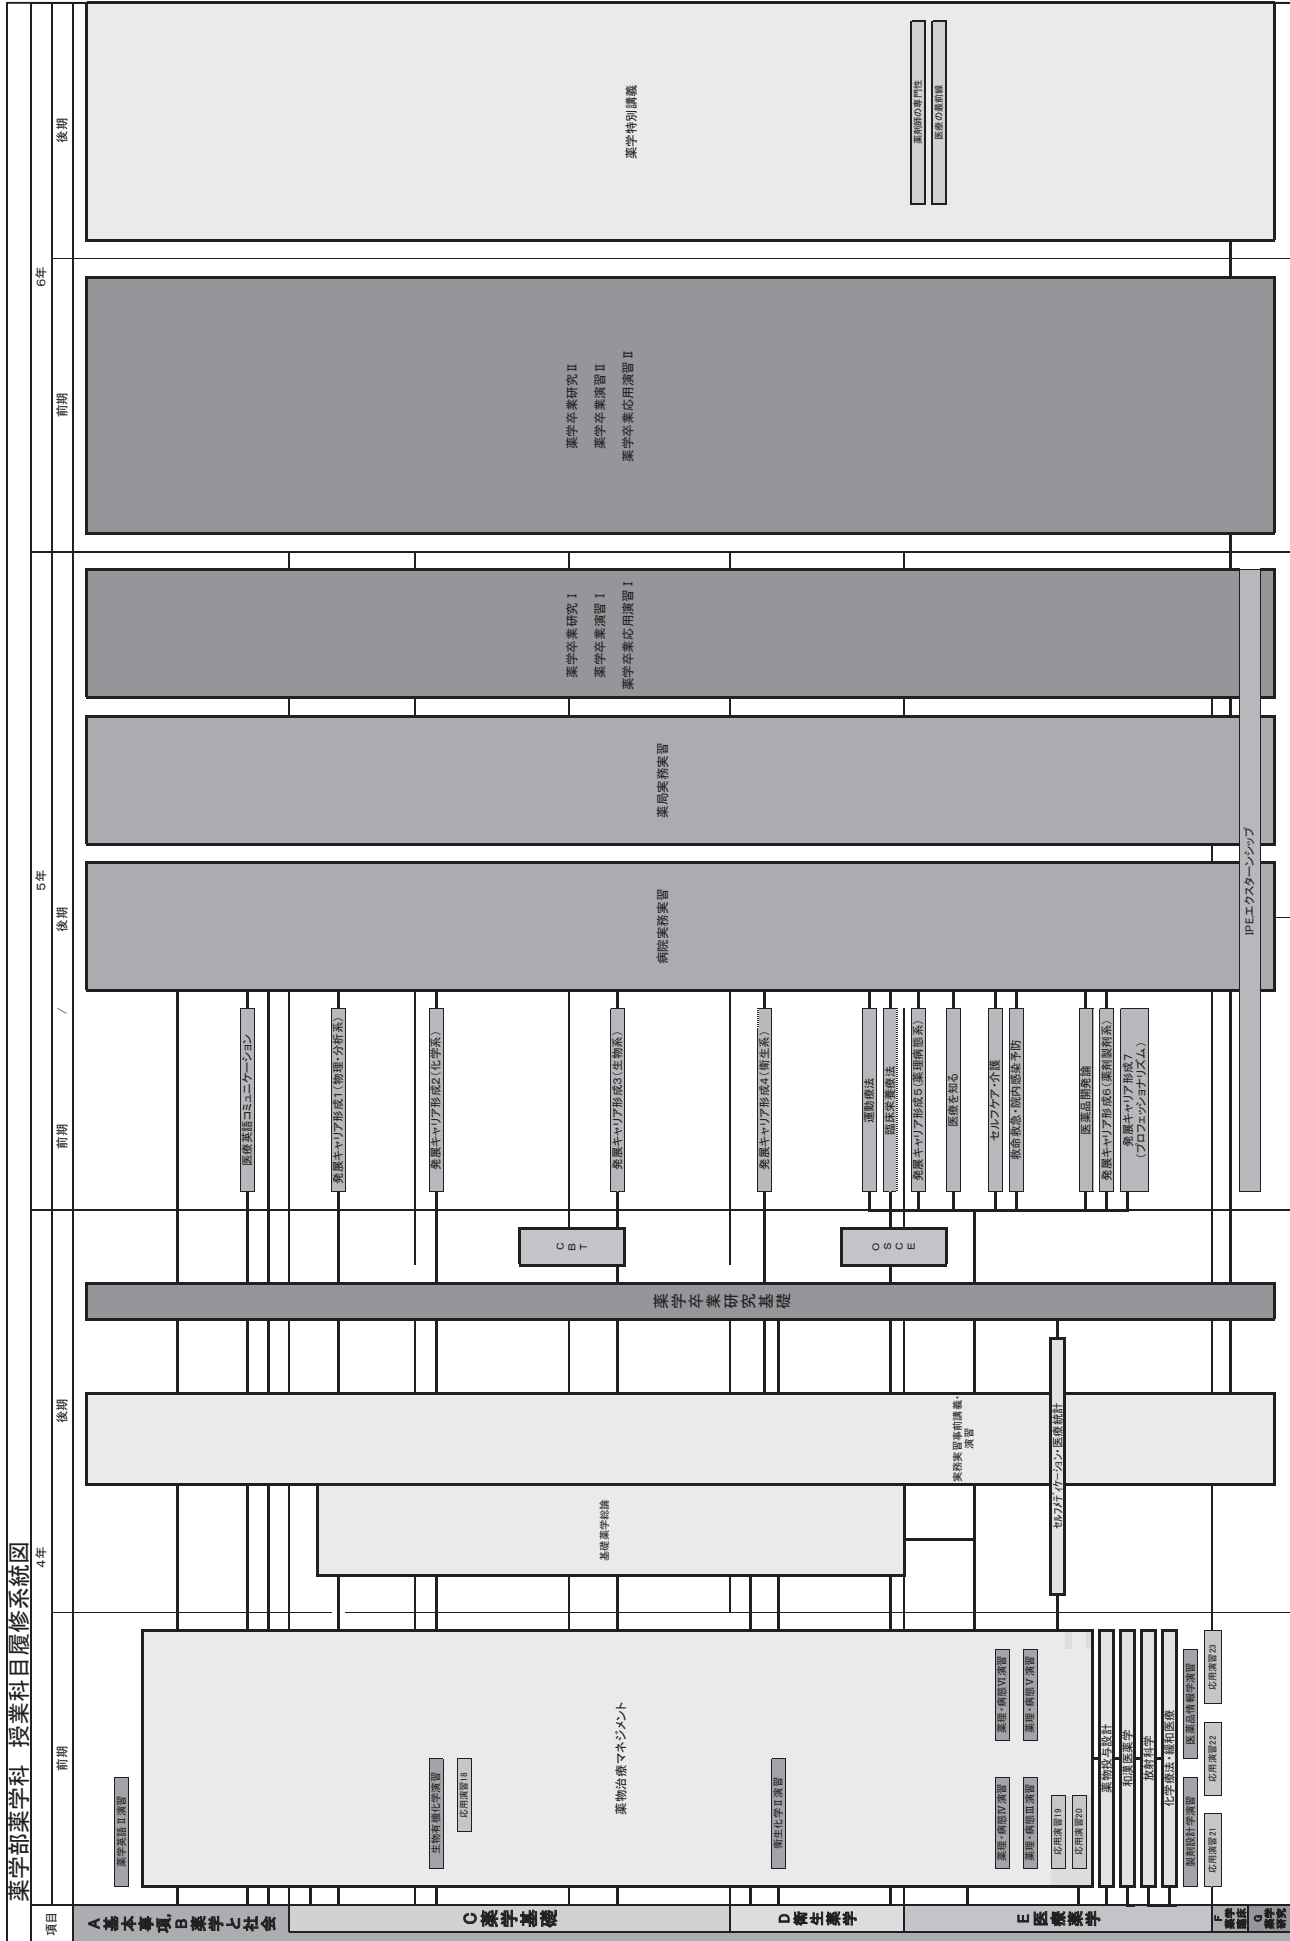 薬学部薬学科　授業科目履修系統図
項目
4年
5年
6年
前期
後期
前期
/
後期
前期
後期
A 基本事項，B 薬学と社会
C 薬学基礎
D 衛生薬学
E 医療薬学
F 薬学臨床
G 薬学研究
薬学英語Ⅱ演習
生物有機化学演習
応用演習18
薬物治療マネジメント
衛生化学Ⅱ演習
薬理・病態Ⅳ演習
薬理・病態Ⅵ演習
薬理・病態Ⅲ演習
薬理・病態Ⅴ演習
応用演習19
応用演習20
薬物投与設計
和漢医薬学
放射科学
化学療法・緩和医療
製剤設計学演習
医薬品情報学演習
応用演習21
応用演習22
応用演習23
基礎薬学総論
実務実習事前講義・
演習
セルフメディケーション・医療統計
薬学卒業研究基礎
CBT
OSCE
医療英語コミュニケーション
発展キャリア形成1（物理・分析系）
発展キャリア形成2（化学系）
発展キャリア形成3（生物系）
発展キャリア形成4（衛生系）
運動療法
臨床栄養療法
発展キャリア形成5（薬理病態系）
医療を知る
セルフケア・介護
救命救急・院内感染予防
医薬品開発論
発展キャリア形成6（薬剤製剤系）
発展キャリア形成7
（プロフェッショナリズム）
IPEエクスターンシップ
病院実務実習
薬局実務実習
薬学卒業研究Ⅰ
薬学卒業演習Ⅰ
薬学卒業応用演習Ⅰ
薬学卒業研究Ⅱ
薬学卒業演習Ⅱ
薬学卒業応用演習Ⅱ
薬学特別講義
薬剤師の専門性
医療の最前線